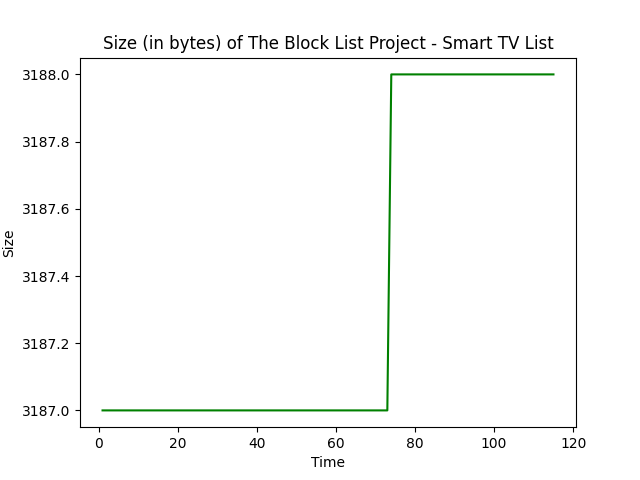 Size (in bytes) of The Block List Project - Smart TV List
3188.0
3187.8
3187.6
3187.4
3187.2
3187.0
Size
0 20 40 60 80 100 120
Time